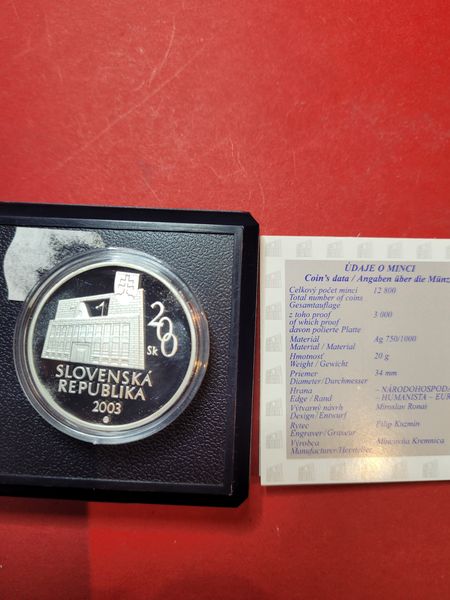 1
200
Sk
SLOVENSKÁ
REPUBLIKA
2003
ÚDAJE O MINCI
Coin's data / Angaben über die Münz
Celkový počet mincí 12 800
Total number of coins
Gesamtauflage
z toho proof 3 000
of which proof
davon polierte Platte
Materiál Ag 750/1000
Material / Material
Hmotnosť 20 g
Weight / Gewicht
Priemer 34 mm
Diameter/Durchmesser
Hrana – NÁRODOHOSPODÁ
Edge / Rand – HUMANISTA – EUR
Výtvarný návrh Miroslav Ronai
Design / Entwurf
Rytec Filip Kuzmin
Engraver / Graveur
Výrobca Mincovňa Kremnica
Manufacturer/Hersteller